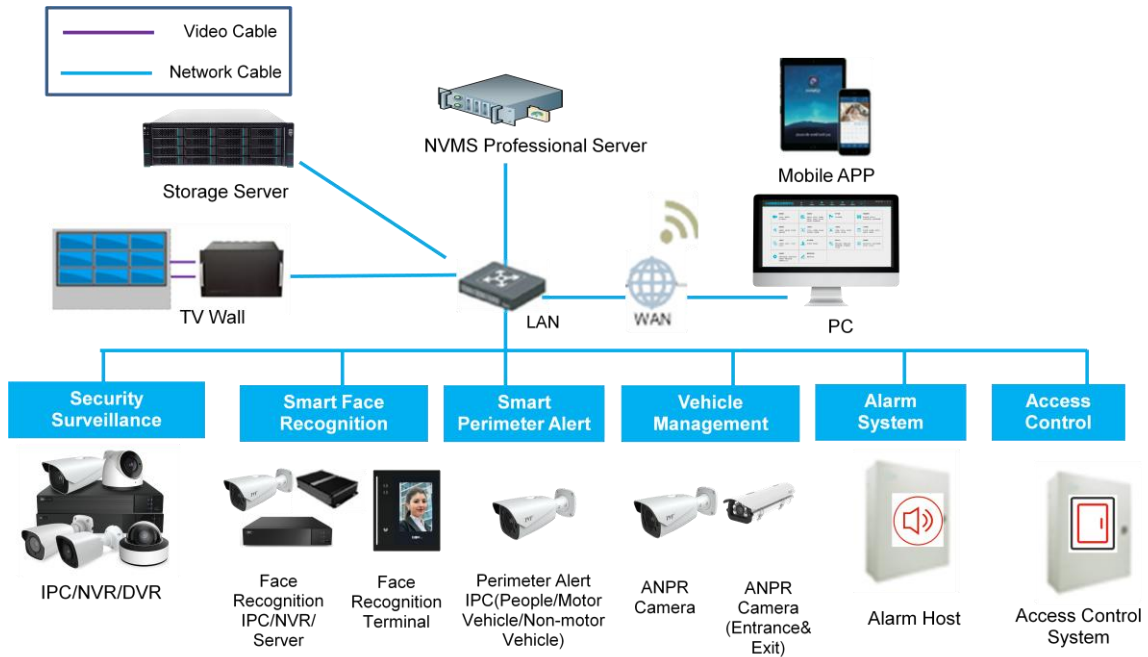 Video Cable
Network Cable
Storage Server
NVMS Professional Server
Mobile APP
TV Wall
LAN
WAN
PC
Security
Surveillance
Smart Face
Recognition
Smart
Perimeter Alert
Vehicle
Management
Alarm
System
Access
Control
IPC/NVR/DVR
Face
Recognition
IPC/NVR/
Server
Face
Recognition
Terminal
Perimeter Alert
IPC(People/Motor
Vehicle/Non-motor
Vehicle)
ANPR
Camera
ANPR
Camera
(Entrance&
Exit)
Alarm Host
Access Control
System